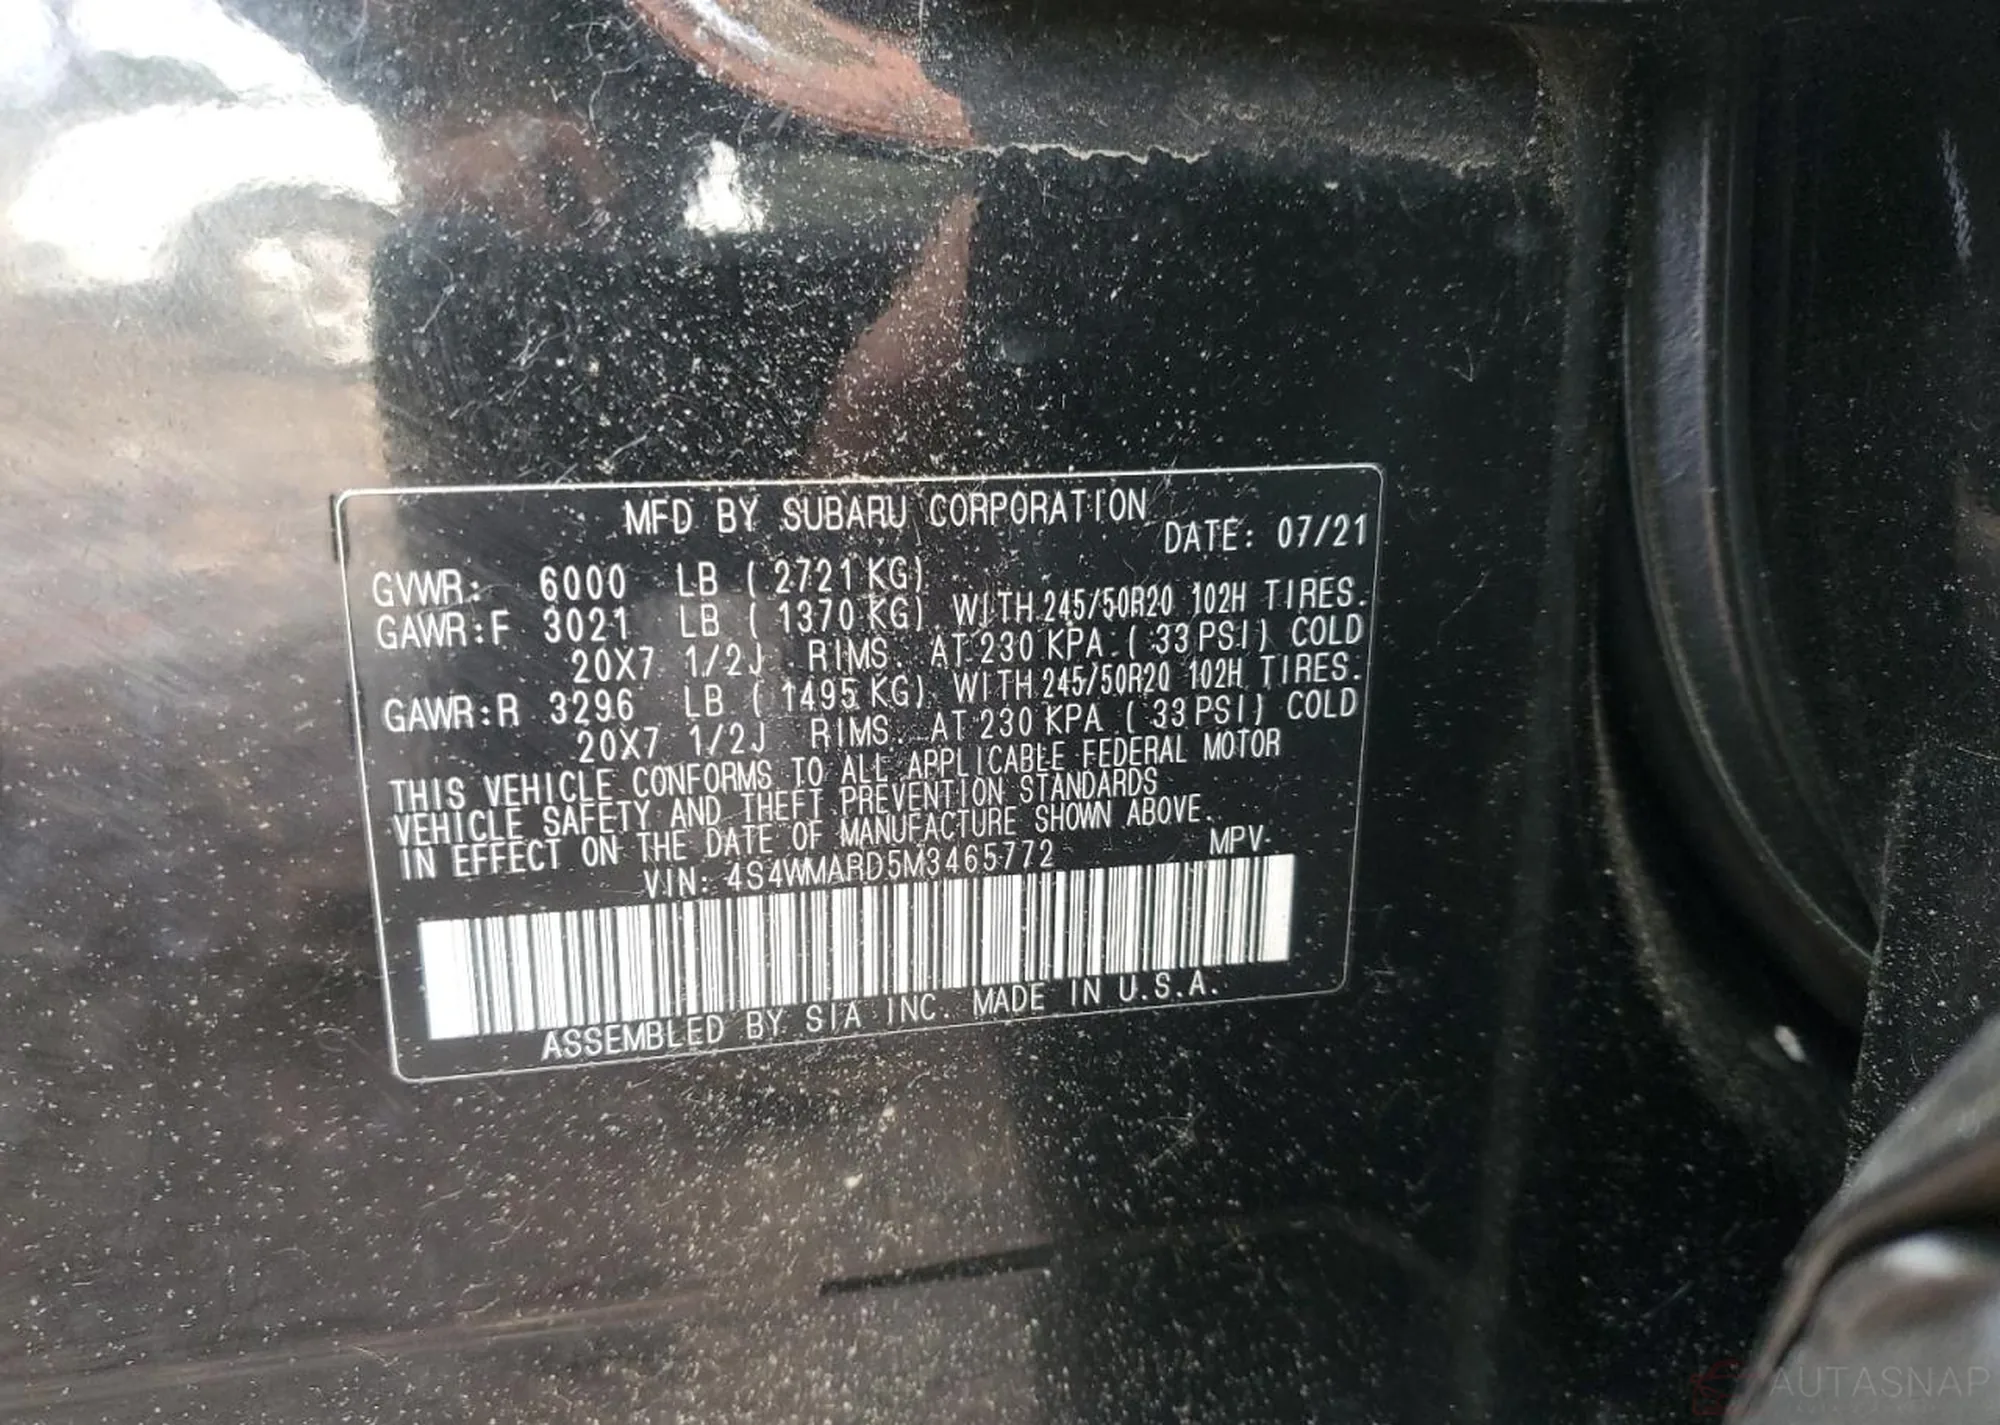 MFD BY SUBARU CORPORATION
DATE: 07/21
GVWR: 6000 LB ( 2721 KG)
GAWR:F 3021 LB ( 1370 KG) WITH 245/50R20 102H TIRES.
20X7 1/2J RIMS. AT 230 KPA ( 33 PSI) COLD
GAWR:R 3296 LB ( 1495 KG) WITH 245/50R20 102H TIRES.
20X7 1/2J RIMS. AT 230 KPA ( 33 PSI) COLD
THIS VEHICLE CONFORMS TO ALL APPLICABLE FEDERAL MOTOR
VEHICLE SAFETY AND THEFT PREVENTION STANDARDS
IN EFFECT ON THE DATE OF MANUFACTURE SHOWN ABOVE.
VIN: 4S4WMARD5M3465772 MPV
ASSEMBLED BY SIA INC. MADE IN U.S.A.
AUTASNAP